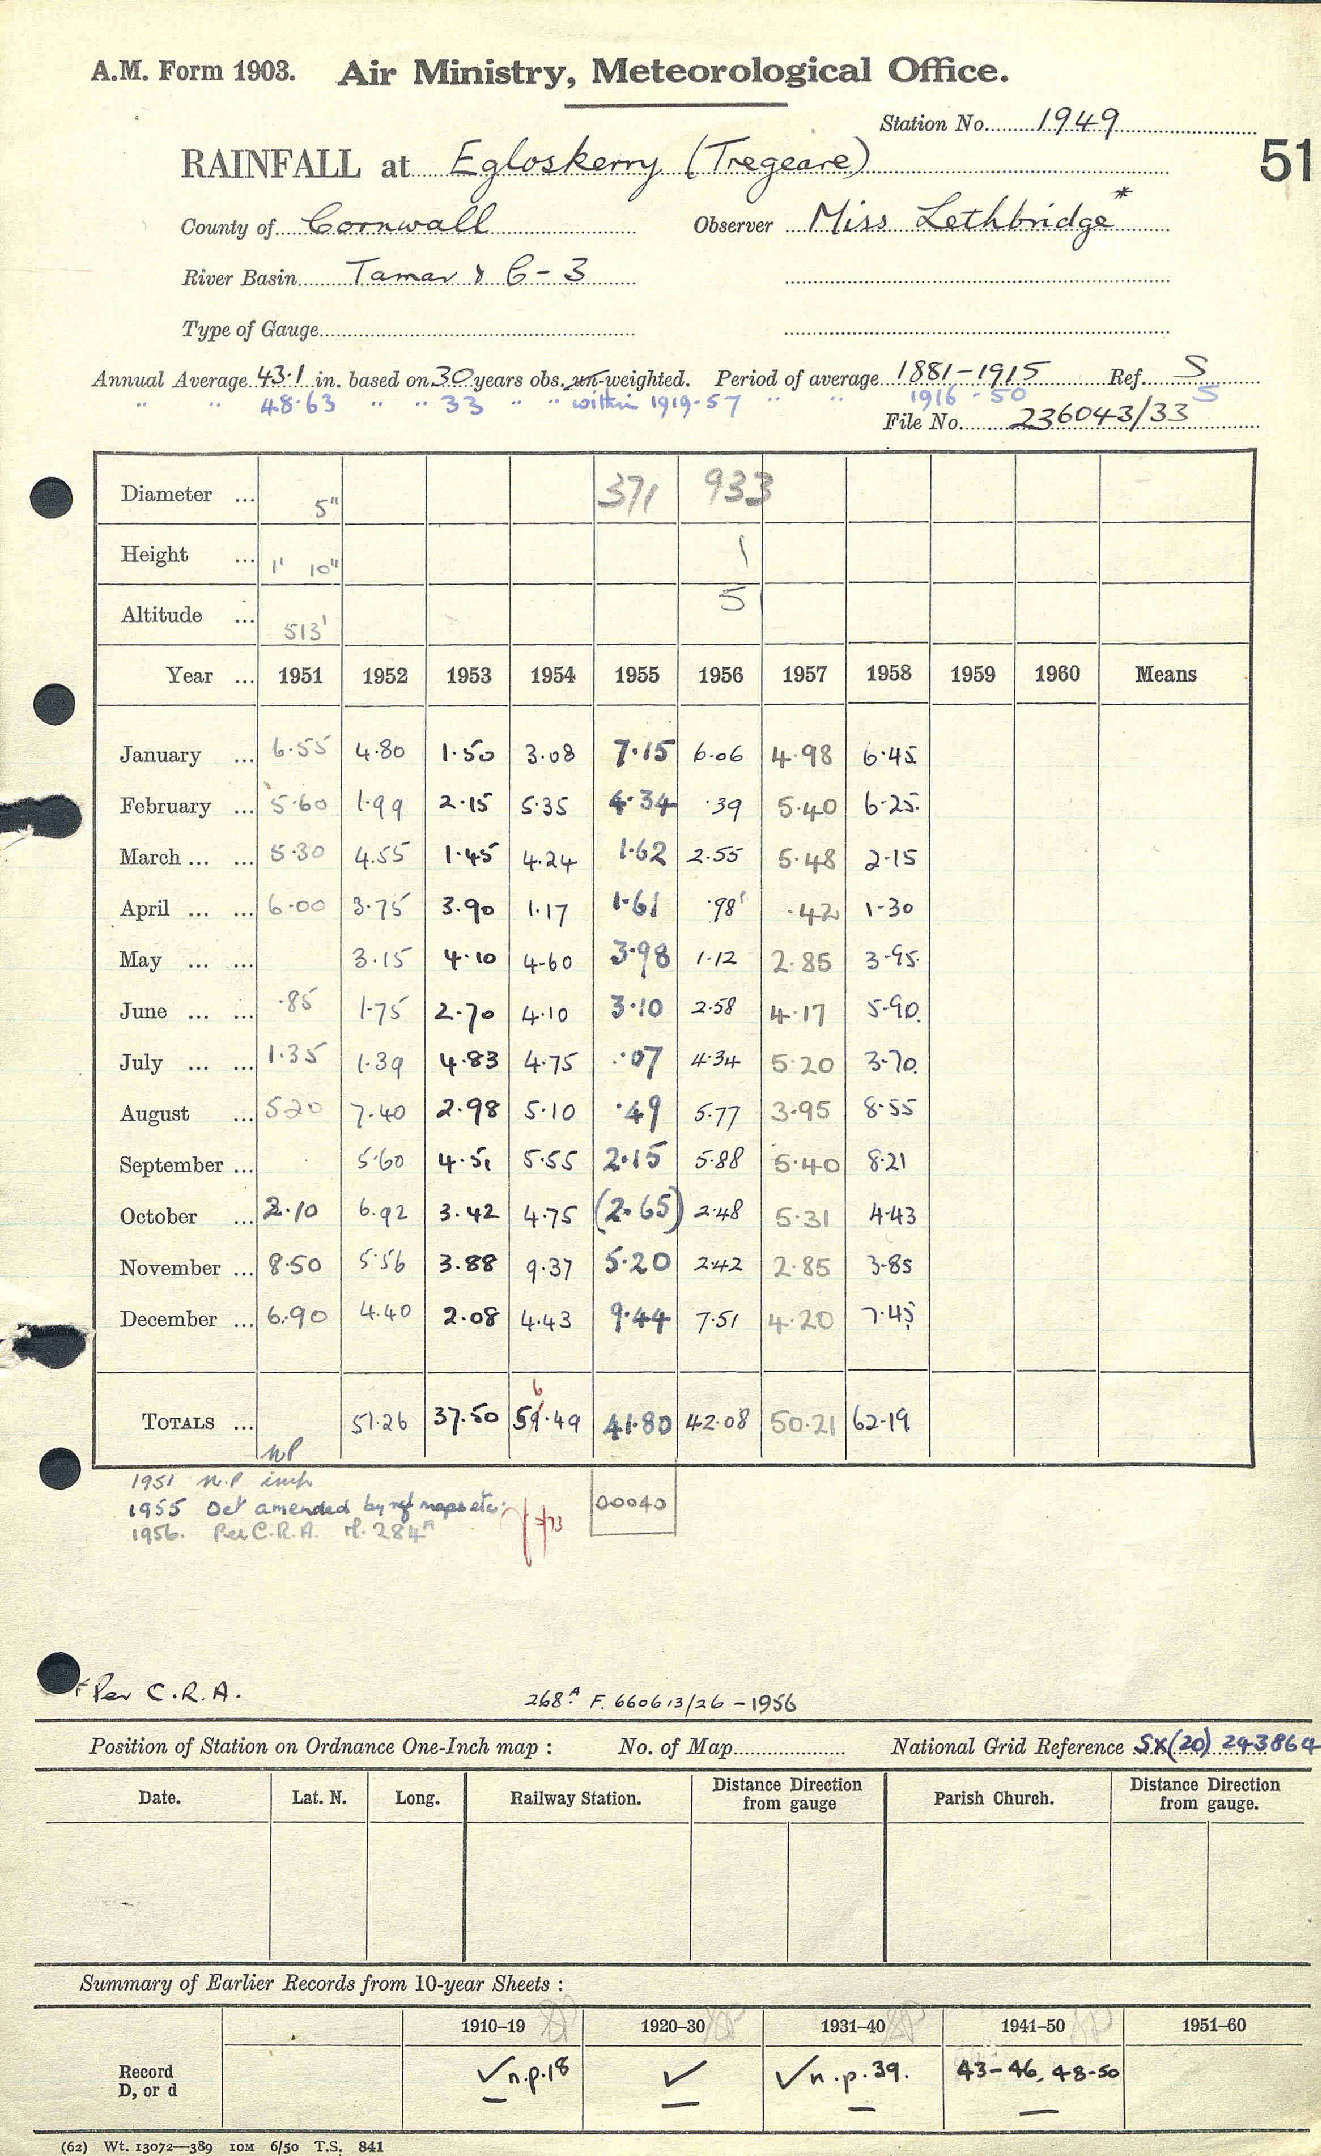 A.M. Form 1903. Air Ministry, Meteorological Office.
Station No. 1949
51
RAINFALL at Egloskerry (Tregeare)
County of Cornwall Observer Miss Lethbridge*
River Basin Tamar & C-3
Type of Gauge
Annual Average 43.1 in. based on 30 years obs. un-weighted. Period of average 1881-1915 Ref. S
" " 48.63 " " 33 " " within 1919-57 " " 1916-50 S
File No. 236043/33
Diameter ... 5" 371 933
Height ... 1' 10" 1
Altitude ... 513' 5
Year ... 1951 1952 1953 1954 1955 1956 1957 1958 1959 1960 Means
January ... 6.55 4.80 1.50 3.08 7.15 6.06 4.98 6.45
February ... 5.60 1.99 2.15 5.35 4.34 .39 5.40 6.25
March ... ... 5.30 4.55 1.45 4.24 1.62 2.55 5.48 2.15
April ... ... 6.00 3.75 3.90 1.17 1.61 .98 .42 1.30
May ... ... 3.15 4.10 4.60 3.98 1.12 2.85 3.95
June ... ... .85 1.75 2.70 4.10 3.10 2.58 4.17 5.90
July ... ... 1.35 1.39 4.83 4.75 .07 4.34 5.20 3.70
August ... 5.20 7.40 2.98 5.10 .49 5.77 3.95 8.55
September ... 5.60 4.51 5.55 2.15 5.88 5.40 8.21
October ... 2.10 6.92 3.42 4.75 (2.65) 2.48 5.31 4.43
November ... 8.50 5.56 3.88 9.37 5.20 2.42 2.85 3.85
December ... 6.90 4.40 2.08 4.43 9.44 7.51 4.20 7.45
6
TOTALS ... 51.26 37.50 59.49 41.80 42.08 50.21 62.19
NP
1951 N.P. inch
1955 Oct amended by ref maps etc. 00040
1956. Per C.R.A. 284A
*Per C.R.A. 268A F. 660613/26 - 1956
Position of Station on Ordnance One-Inch map : No. of Map National Grid Reference SX(20) 243864
Date. Lat. N. Long. Railway Station. Distance Direction from gauge Parish Church. Distance Direction from gauge.
Summary of Earlier Records from 10-year Sheets :
1910–19 1920–30 1931–40 1941–50 1951–60
Record D, or d ✓n.p.18 ✓ ✓n.p.39. 43-46, 48-50
(62) Wt. 13072—389 10M 6/50 T.S. 841